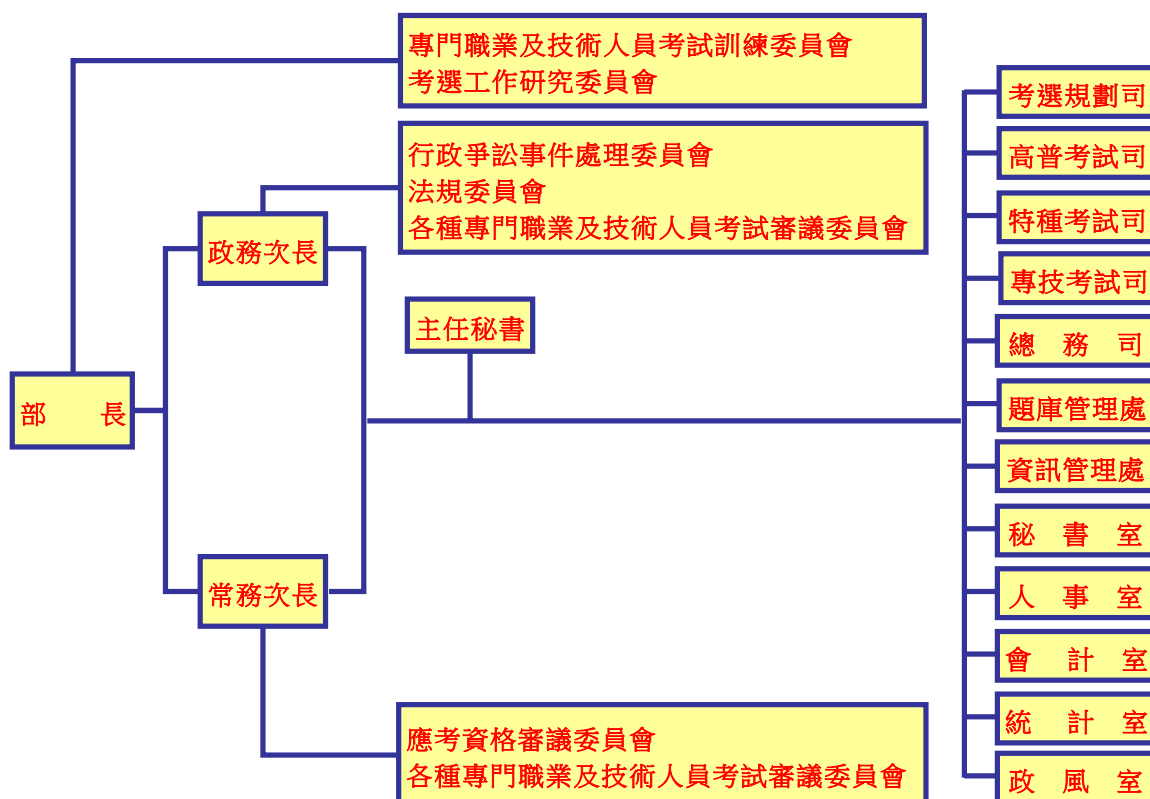 專門職業及技術人員考試訓練委員會
考選工作研究委員會
行政爭訟事件處理委員會
法規委員會
各種專門職業及技術人員考試審議委員會
政務次長
主任秘書
部 長
常務次長
應考資格審議委員會
各種專門職業及技術人員考試審議委員會
考選規劃司
高普考試司
特種考試司
專技考試司
總 務 司
題庫管理處
資訊管理處
秘 書 室
人 事 室
會 計 室
統 計 室
政 風 室